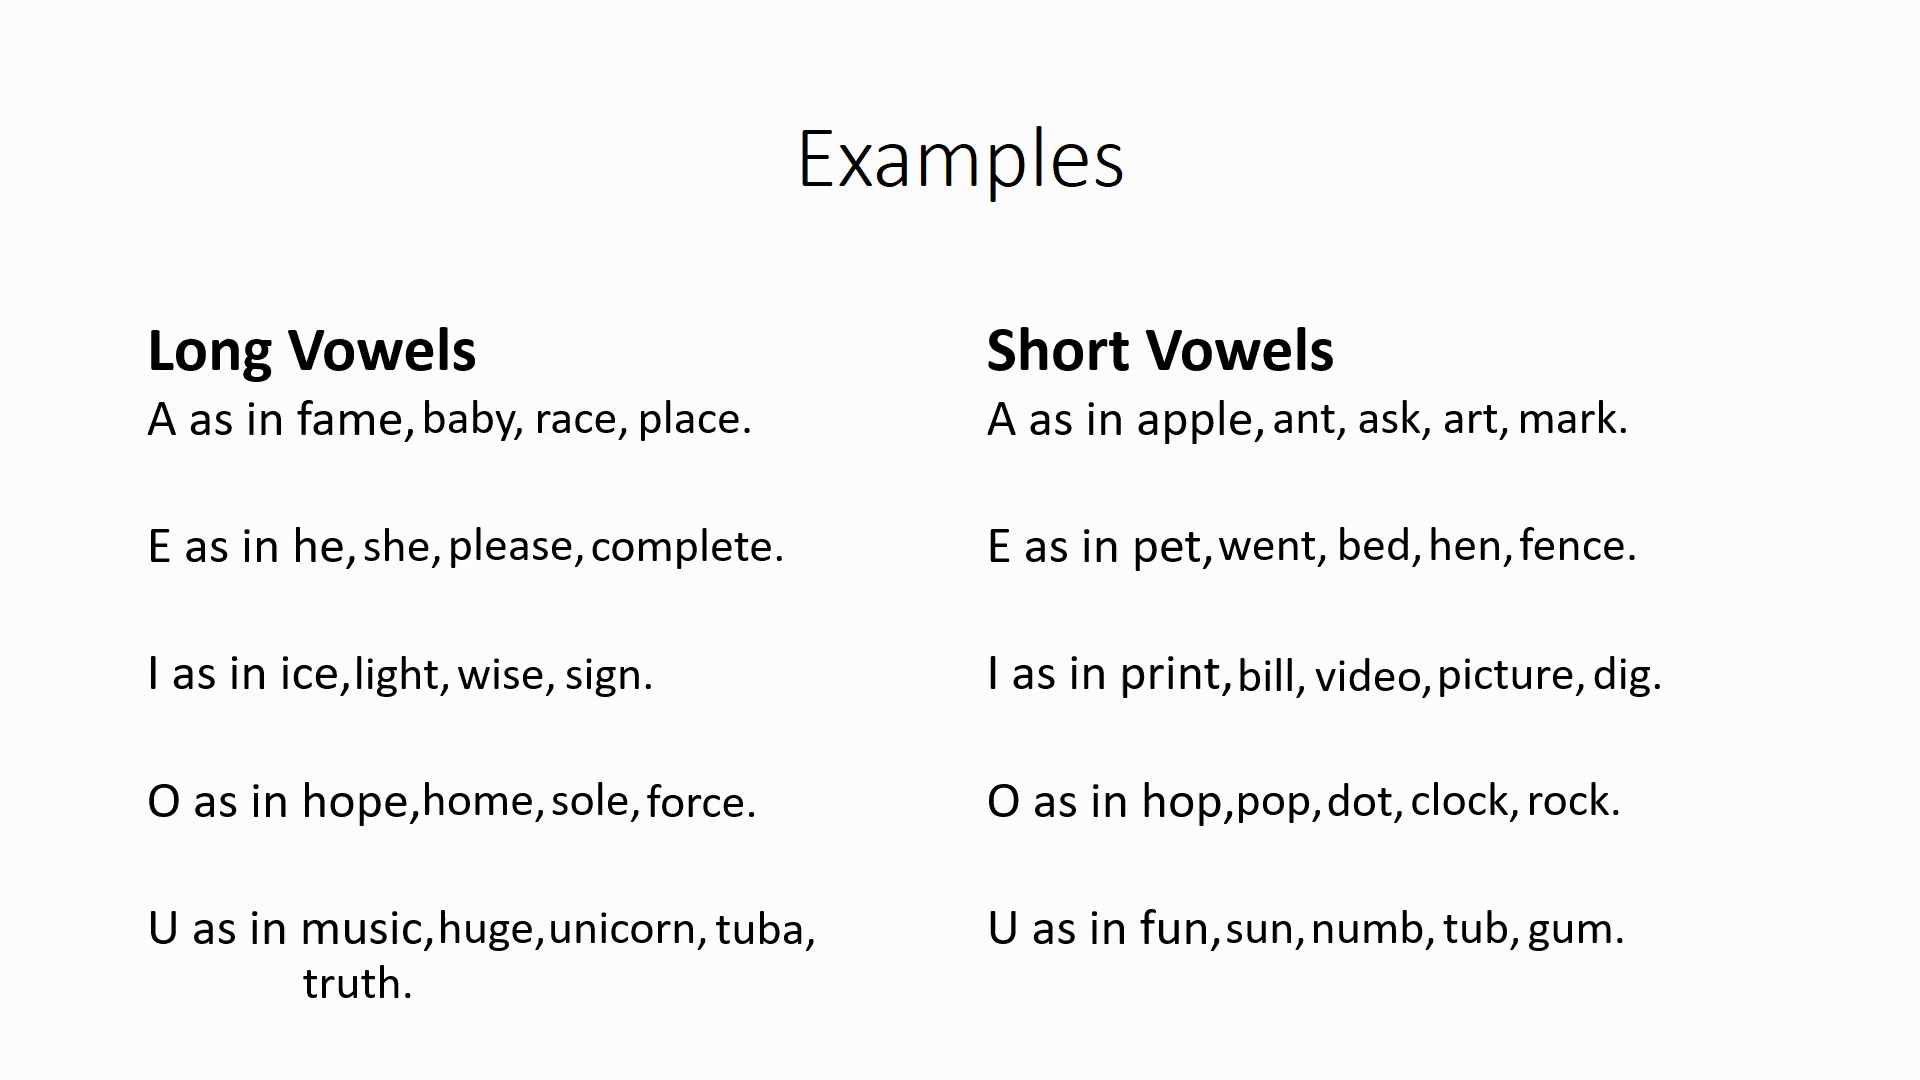 Examples
Long Vowels
A as in fame, baby, race, place.
E as in he, she, please, complete.
I as in ice, light, wise, sign.
O as in hope, home, sole, force.
U as in music, huge, unicorn, tuba,
truth.
Short Vowels
A as in apple, ant, ask, art, mark.
E as in pet, went, bed, hen, fence.
I as in print, bill, video, picture, dig.
O as in hop, pop, dot, clock, rock.
U as in fun, sun, numb, tub, gum.